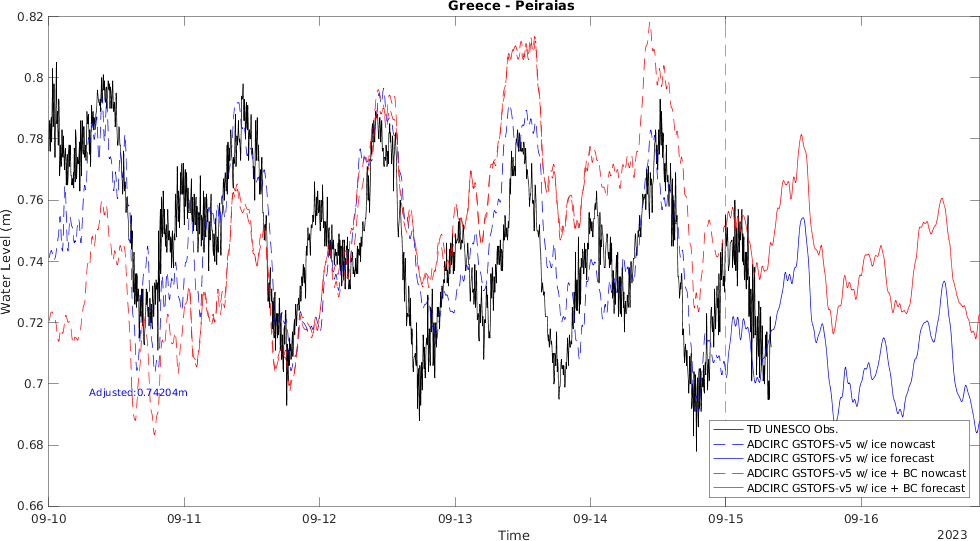 Greece - Peiraias
0.82
0.8
0.78
0.76
0.74
0.72
0.7
0.68
0.66
Water Level (m)
Adjusted:0.74204m
TD UNESCO Obs.
ADCIRC GSTOFS-v5 w/ ice nowcast
ADCIRC GSTOFS-v5 w/ ice forecast
ADCIRC GSTOFS-v5 w/ ice + BC nowcast
ADCIRC GSTOFS-v5 w/ ice + BC forecast
09-10 09-11 09-12 09-13 09-14 09-15 09-16
Time
2023